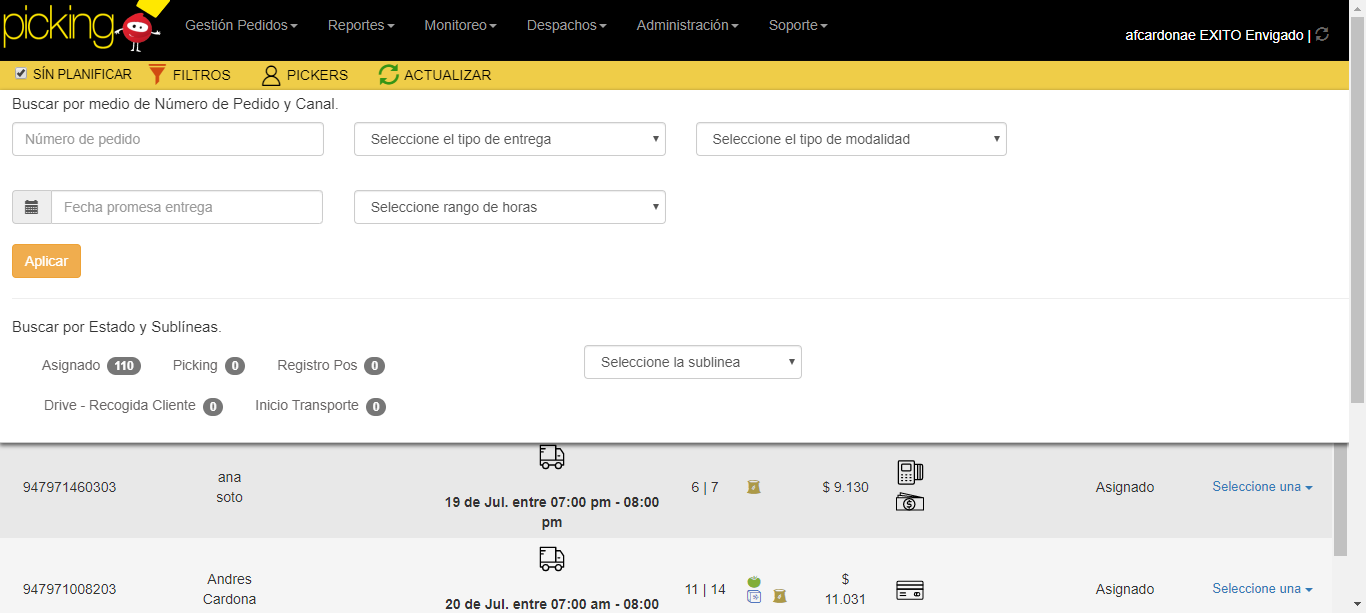 picking
Gestión Pedidos Reportes Monitoreo Despachos Administración Soporte
afcardonae EXITO Envigado |
SÍN PLANIFICAR FILTROS PICKERS ACTUALIZAR
Buscar por medio de Número de Pedido y Canal.
Número de pedido Seleccione el tipo de entrega Seleccione el tipo de modalidad
Fecha promesa entrega Seleccione rango de horas
Aplicar
Buscar por Estado y Sublíneas.
Asignado 110 Picking 0 Registro Pos 0 Seleccione la sublinea
Drive - Recogida Cliente 0 Inicio Transporte 0
947971460303 ana soto 19 de Jul. entre 07:00 pm - 08:00 pm 6 | 7 $ 9.130 Asignado Seleccione una
947971008203 Andres Cardona 20 de Jul. entre 07:00 am - 08:00 11 | 14 $ 11.031 Asignado Seleccione una